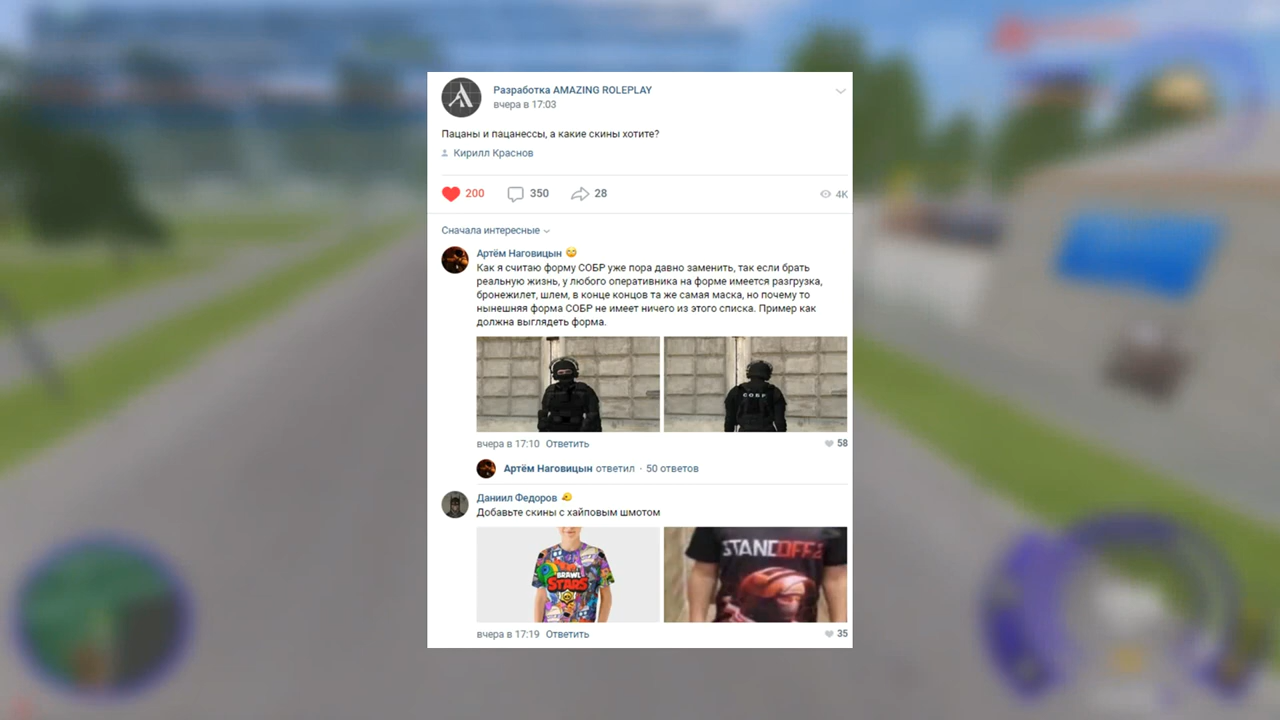 Разработка AMAZING ROLEPLAY
вчера в 17:03
Пацаны и пацанессы, а какие скины хотите?
Кирилл Краснов
200 350 28 4K
Сначала интересные
Артём Наговицын
Как я считаю форму СОБР уже пора давно заменить, так если брать
реальную жизнь, у любого оперативника на форме имеется разгрузка,
бронежилет, шлем, в конце концов та же самая маска, но почему то
нынешняя форма СОБР не имеет ничего из этого списка. Пример как
должна выглядеть форма.
СОБР
вчера в 17:10 Ответить 58
Артём Наговицын ответил · 50 ответов
Даниил Федоров
Добавьте скины с хайповым шмотом
BRAWL
STARS
STANDOFF2
вчера в 17:19 Ответить 35